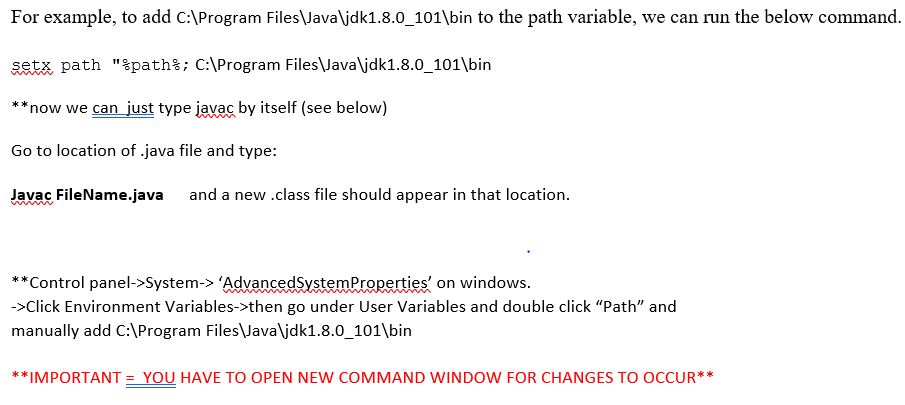 For example, to add C:\Program Files\Java\jdk1.8.0_101\bin to the path variable, we can run the below command.
setx path "%path%; C:\Program Files\Java\jdk1.8.0_101\bin
**now we can  just type javac by itself (see below)
Go to location of .java file and type:
Javac FileName.java     and a new .class file should appear in that location.
**Control panel->System-> ‘AdvancedSystemProperties’ on windows.
->Click Environment Variables->then go under User Variables and double click “Path” and
manually add C:\Program Files\Java\jdk1.8.0_101\bin
**IMPORTANT =  YOU HAVE TO OPEN NEW COMMAND WINDOW FOR CHANGES TO OCCUR**